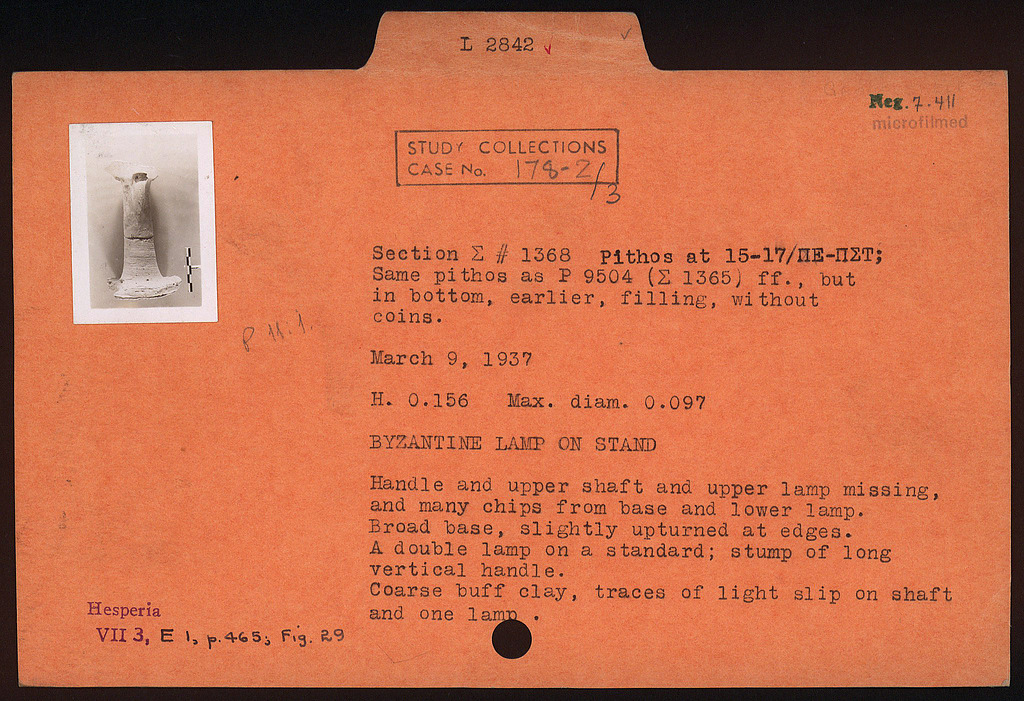 L 2842
Neg. 7-411
microfilmed
STUDY COLLECTIONS
CASE No. 178-2/3
Section Σ # 1368 Pithos at 15-17/ΠΕ-ΠΣΤ;
Same pithos as P 9504 (Σ 1365) ff., but
in bottom, earlier, filling, without
coins.
March 9, 1937
H. 0.156 Max. diam. 0.097
BYZANTINE LAMP ON STAND
Handle and upper shaft and upper lamp missing,
and many chips from base and lower lamp.
Broad base, slightly upturned at edges.
A double lamp on a standard; stump of long
vertical handle.
Coarse buff clay, traces of light slip on shaft
and one lamp .
Hesperia
VII 3, E 1, p.465; Fig. 29